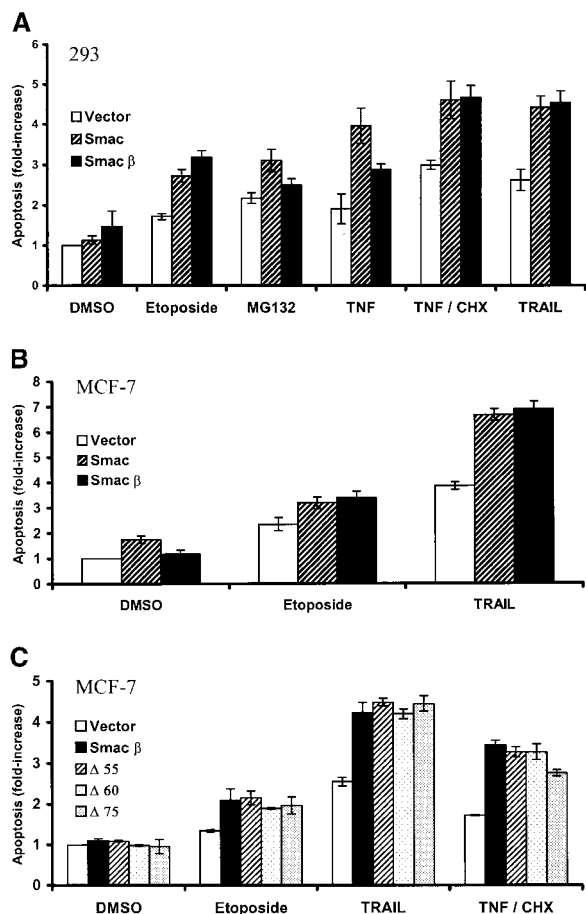 A
293
Apoptosis (fold-increase)
6
5
4
3
2
1
0
Vector
Smac
Smac β
DMSO Etoposide MG132 TNF TNF / CHX TRAIL
B
MCF-7
Apoptosis (fold-increase)
8
7
6
5
4
3
2
1
0
Vector
Smac
Smac β
DMSO Etoposide TRAIL
C
MCF-7
Apoptosis (fold-increase)
5
4
3
2
1
0
Vector
Smac β
Δ 55
Δ 60
Δ 75
DMSO Etoposide TRAIL TNF / CHX